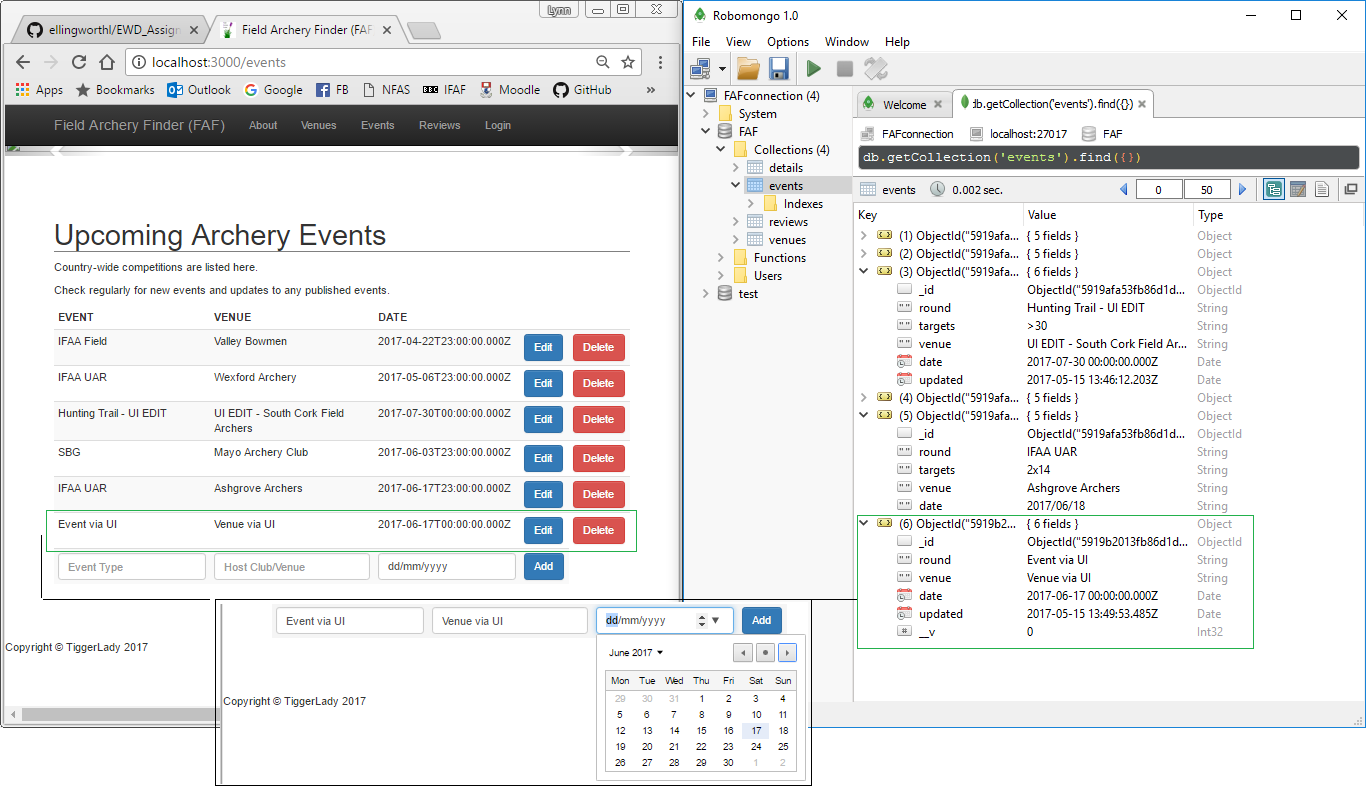 Lynn
ellingworthl/EWD_Assign
Field Archery Finder (FAF
localhost:3000/events
Apps Bookmarks Outlook Google FB NFAS IFAF Moodle GitHub »
Field Archery Finder (FAF) About Venues Events Reviews Login
Upcoming Archery Events
Country-wide competitions are listed here.
Check regularly for new events and updates to any published events.
EVENT VENUE DATE
IFAA Field Valley Bowmen 2017-04-22T23:00:00.000Z Edit Delete
IFAA UAR Wexford Archery 2017-05-06T23:00:00.000Z Edit Delete
Hunting Trail - UI EDIT UI EDIT - South Cork Field 2017-07-30T00:00:00.000Z Edit Delete
Archers
SBG Mayo Archery Club 2017-06-03T23:00:00.000Z Edit Delete
IFAA UAR Ashgrove Archers 2017-06-17T23:00:00.000Z Edit Delete
Event via UI Venue via UI 2017-06-17T00:00:00.000Z Edit Delete
Event Type Host Club/Venue dd/mm/yyyy Add
Copyright © TiggerLady 2017
Event via UI Venue via UI dd/mm/yyyy Add
June 2017
Mon Tue Wed Thu Fri Sat Sun
29 30 31 1 2 3 4
5 6 7 8 9 10 11
12 13 14 15 16 17 18
19 20 21 22 23 24 25
26 27 28 29 30 1 2
Copyright © TiggerLady 2017
Robomongo 1.0
File View Options Window Help
FAFconnection (4)
System
FAF
Collections (4)
details
events
Indexes
reviews
venues
Functions
Users
test
Welcome db.getCollection('events').find({})
FAFconnection localhost:27017 FAF
db.getCollection('events').find({})
events 0.002 sec. 0 50
Key Value Type
(1) ObjectId("5919afa... { 5 fields } Object
(2) ObjectId("5919afa... { 5 fields } Object
(3) ObjectId("5919afa... { 6 fields } Object
_id ObjectId("5919afa53fb86d1d... ObjectId
round Hunting Trail - UI EDIT String
targets >30 String
venue UI EDIT - South Cork Field Ar... String
date 2017-07-30 00:00:00.000Z Date
updated 2017-05-15 13:46:12.203Z Date
(4) ObjectId("5919afa... { 5 fields } Object
(5) ObjectId("5919afa... { 5 fields } Object
_id ObjectId("5919afa53fb86d1d... ObjectId
round IFAA UAR String
targets 2x14 String
venue Ashgrove Archers String
date 2017/06/18 String
(6) ObjectId("5919b2... { 6 fields } Object
_id ObjectId("5919b2013fb86d1d... ObjectId
round Event via UI String
venue Venue via UI String
date 2017-06-17 00:00:00.000Z Date
updated 2017-05-15 13:49:53.485Z Date
__v 0 Int32